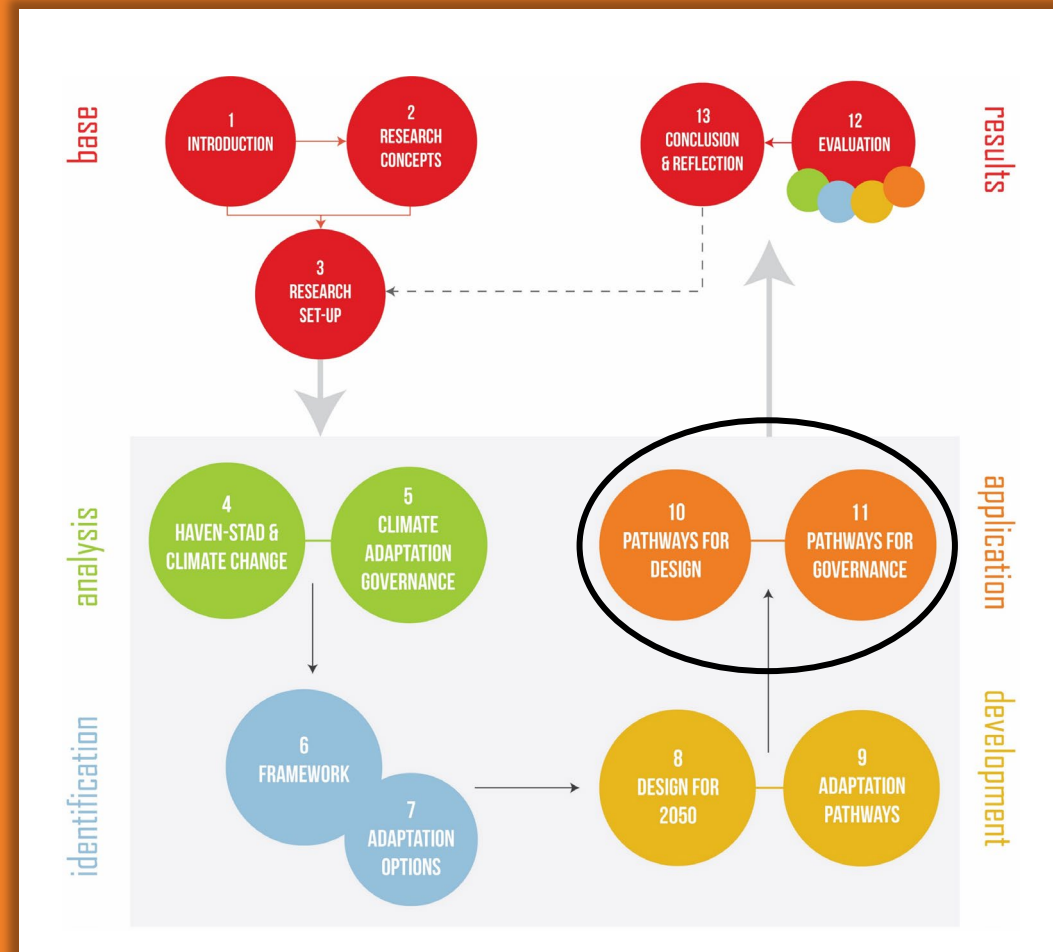 base
1
INTRODUCTION
2
RESEARCH
CONCEPTS
3
RESEARCH
SET-UP
13
CONCLUSION
& REFLECTION
12
EVALUATION
results
analysis
4
HAVEN-STAD &
CLIMATE CHANGE
5
CLIMATE
ADAPTATION
GOVERNANCE
10
PATHWAYS FOR
DESIGN
11
PATHWAYS FOR
GOVERNANCE
application
identification
6
FRAMEWORK
7
ADAPTATION
OPTIONS
8
DESIGN FOR
2050
9
ADAPTATION
PATHWAYS
development